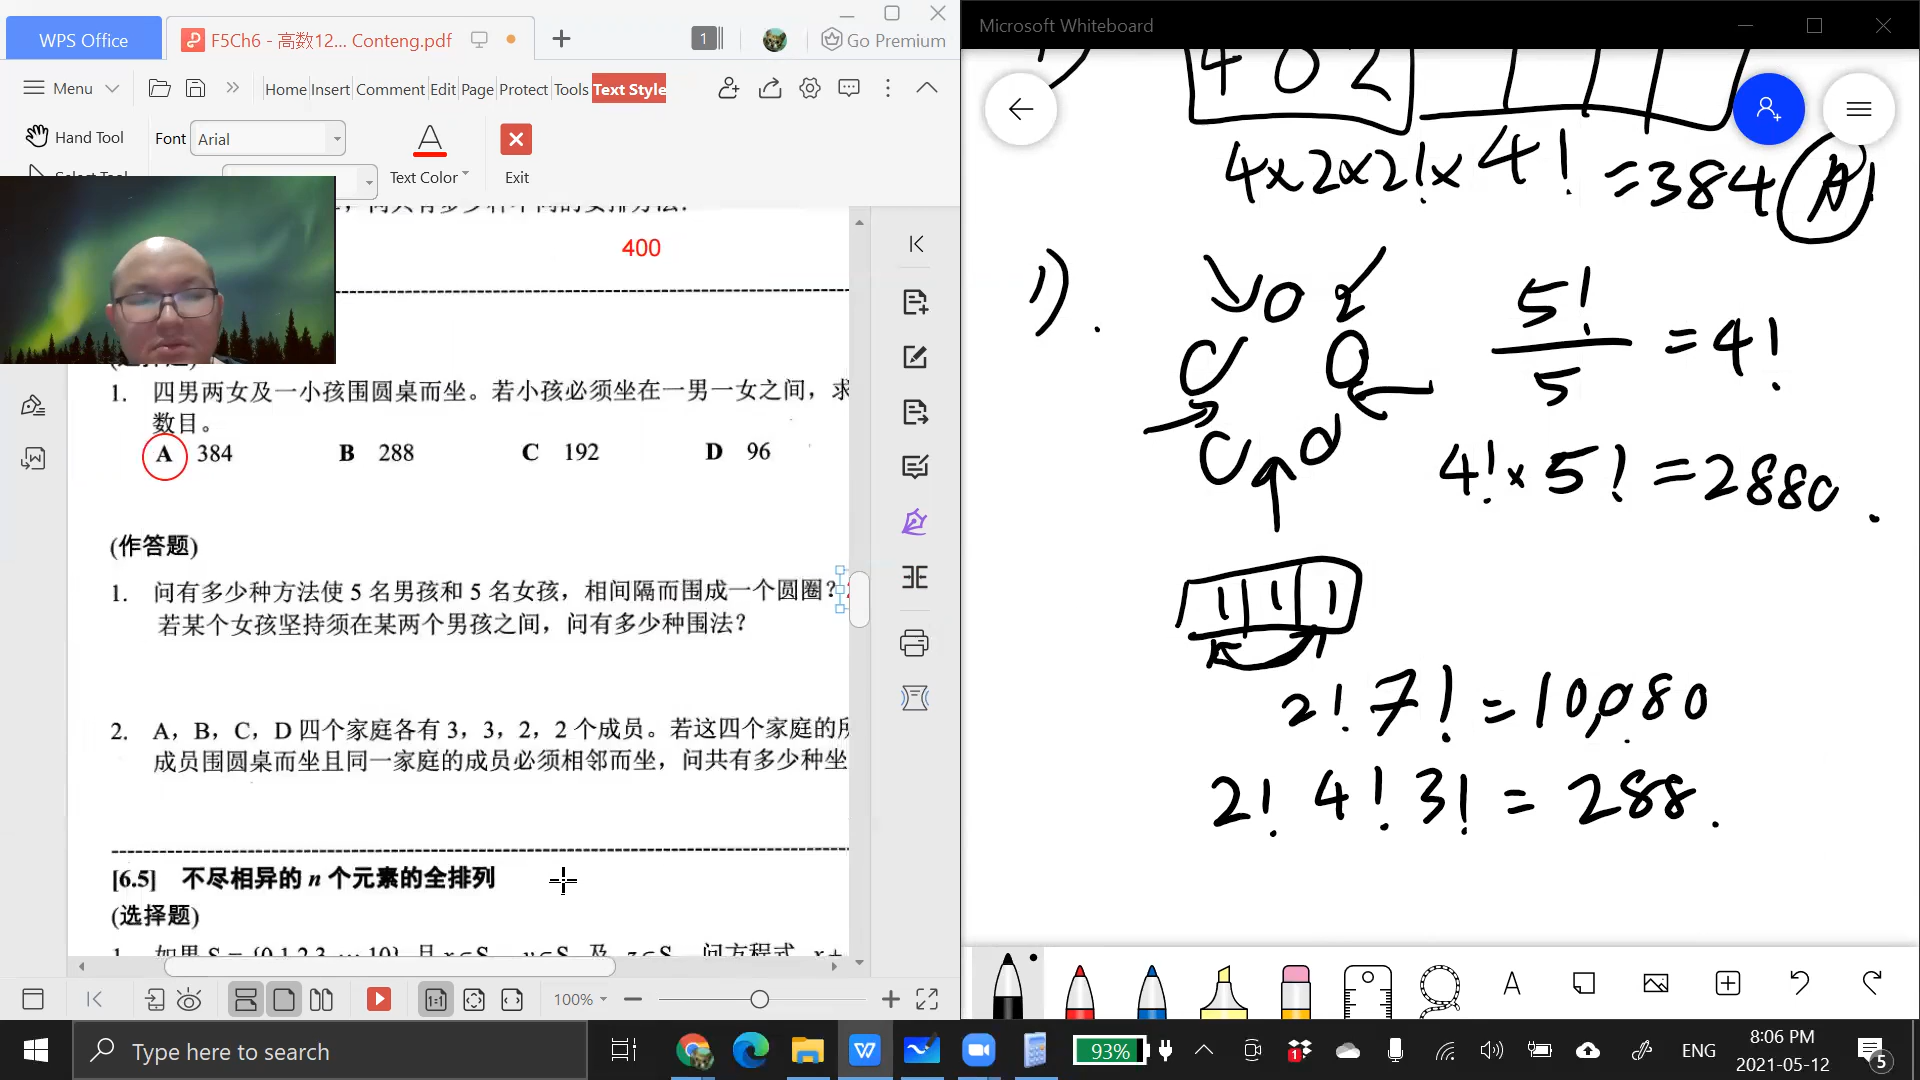 WPS Office
F5Ch6 - 高数12... Conteng.pdf
1
Go Premium
Menu
Home Insert Comment Edit Page Protect Tools Text Style
Hand Tool
Font Arial
Text Color
Exit
400
1. 四男两女及一小孩围圆桌而坐。若小孩必须坐在一男一女之间，求
数目。
A 384 B 288 C 192 D 96
(作答题)
1. 问有多少种方法使 5 名男孩和 5 名女孩，相间隔而围成一个圆圈？
若某个女孩坚持须在某两个男孩之间，问有多少种围法？
2. A，B，C，D 四个家庭各有 3，3，2，2 个成员。若这四个家庭的所
成员围圆桌而坐且同一家庭的成员必须相邻而坐，问共有多少种坐
[6.5] 不尽相异的 n 个元素的全排列
(选择题)
100%
Microsoft Whiteboard
4 0 2
4x2x2!x4! =384 A
1).
5!/5 =4!
4!x5! =2880.
1 1 1
2!7! =10,080
2! 4! 3! = 288.
Type here to search
93%
ENG
8:06 PM
2021-05-12
5